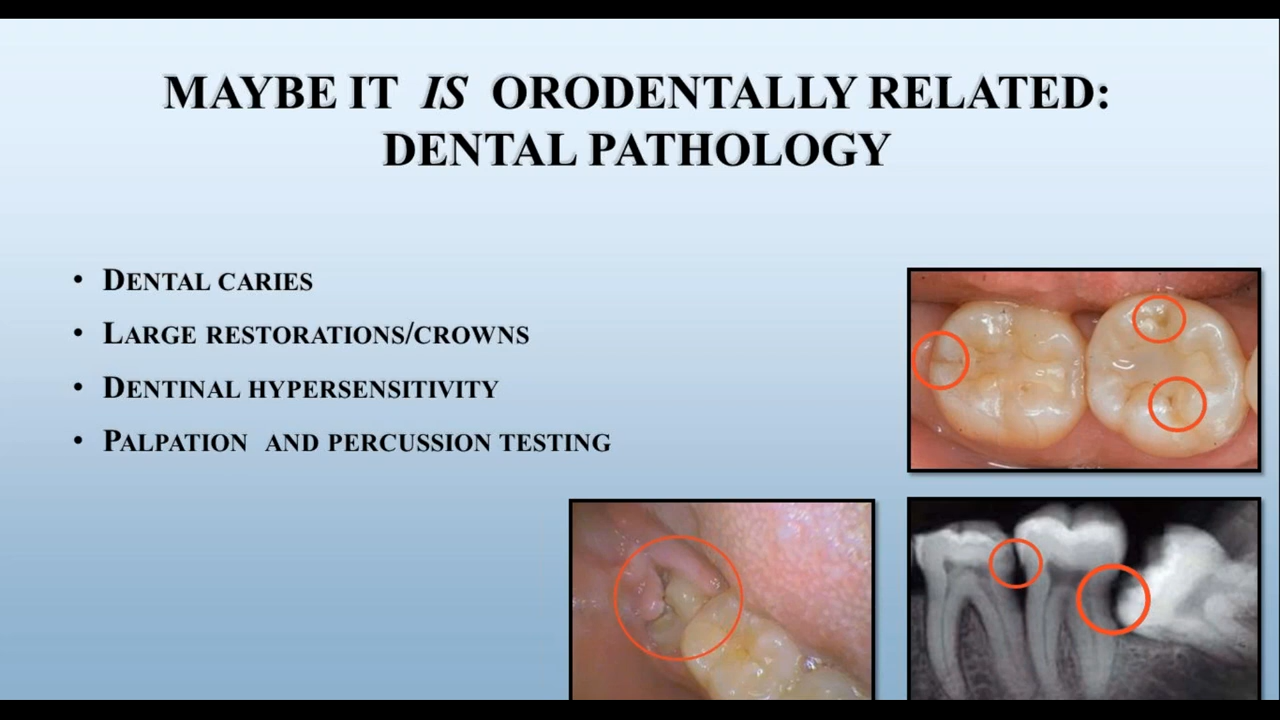 MAYBE IT IS ORODENTALLY RELATED:
DENTAL PATHOLOGY
• DENTAL CARIES
• LARGE RESTORATIONS/CROWNS
• DENTINAL HYPERSENSITIVITY
• PALPATION AND PERCUSSION TESTING